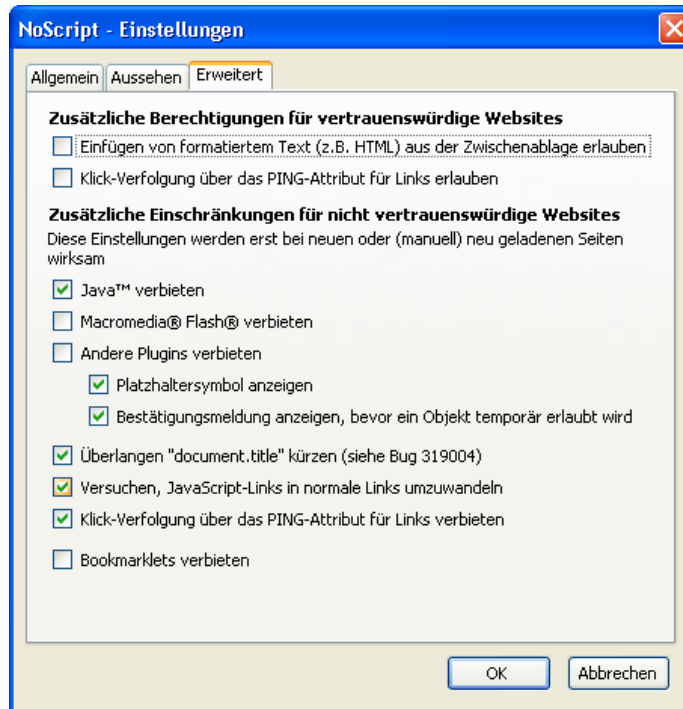 NoScript - Einstellungen
Allgemein Aussehen Erweitert
Zusätzliche Berechtigungen für vertrauenswürdige Websites
Einfügen von formatiertem Text (z.B. HTML) aus der Zwischenablage erlauben
Klick-Verfolgung über das PING-Attribut für Links erlauben
Zusätzliche Einschränkungen für nicht vertrauenswürdige Websites
Diese Einstellungen werden erst bei neuen oder (manuell) neu geladenen Seiten
wirksam
Java™ verbieten
Macromedia® Flash® verbieten
Andere Plugins verbieten
Platzhaltersymbol anzeigen
Bestätigungsmeldung anzeigen, bevor ein Objekt temporär erlaubt wird
Überlangen "document.title" kürzen (siehe Bug 319004)
Versuchen, JavaScript-Links in normale Links umzuwandeln
Klick-Verfolgung über das PING-Attribut für Links verbieten
Bookmarklets verbieten
OK Abbrechen